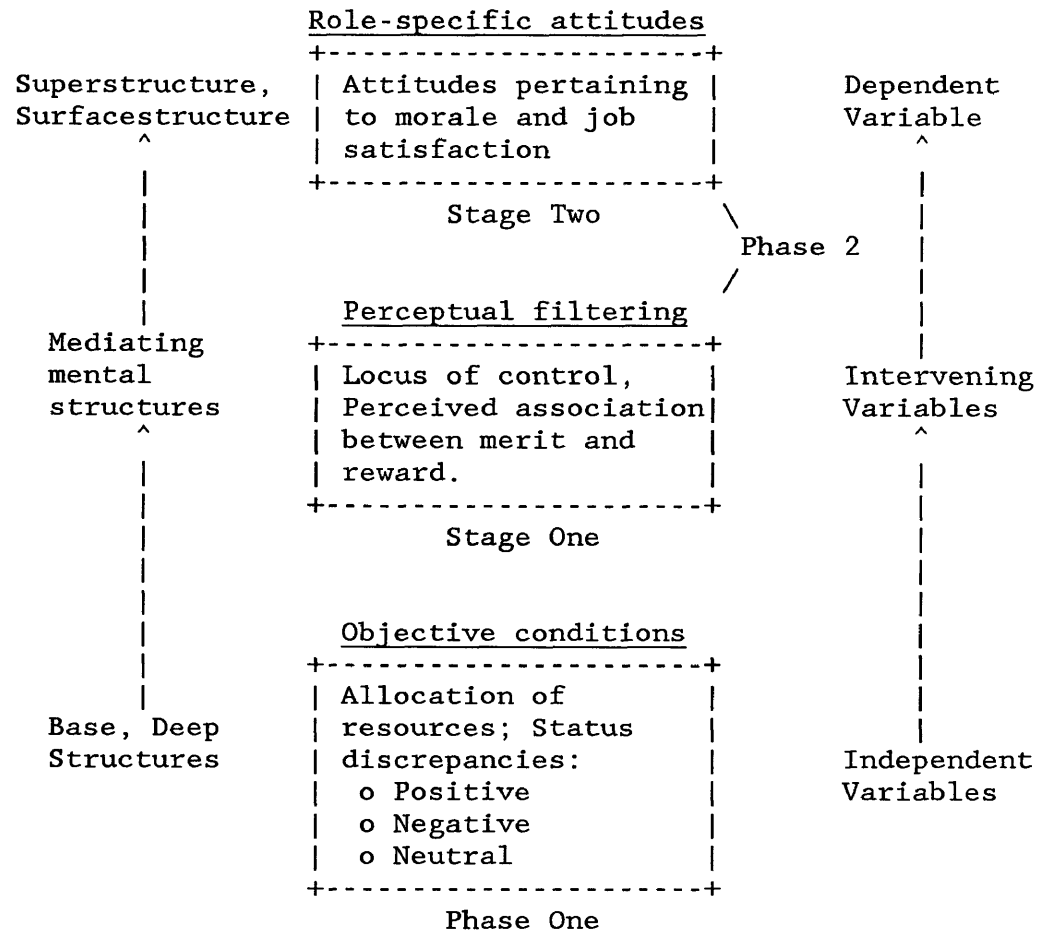 Role-specific attitudes
Superstructure,
Surfacestructure
Attitudes pertaining
to morale and job
satisfaction
Dependent
Variable
Stage Two
Phase 2
Perceptual filtering
Mediating
mental
structures
Locus of control,
Perceived association
between merit and
reward.
Intervening
Variables
Stage One
Objective conditions
Base, Deep
Structures
Allocation of
resources; Status
discrepancies:
o Positive
o Negative
o Neutral
Independent
Variables
Phase One